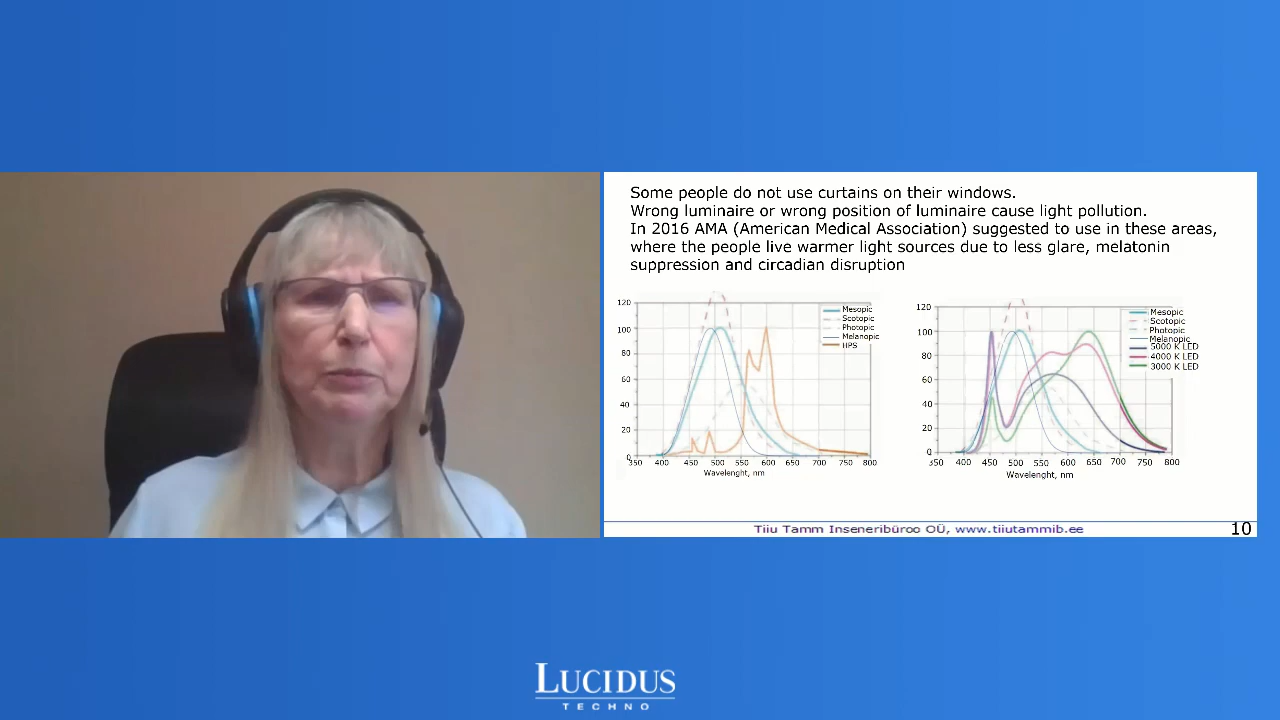 Some people do not use curtains on their windows.
Wrong luminaire or wrong position of luminaire cause light pollution.
In 2016 AMA (American Medical Association) suggested to use in these areas,
where the people live warmer light sources due to less glare, melatonin
suppression and circadian disruption
120
100
80
60
40
20
0
350 400 450 500 550 600 650 700 750 800
Wavelenght, nm
Mesopic
Scotopic
Photopic
Melanopic
HPS
120
100
80
60
40
20
0
350 400 450 500 550 600 650 700 750 800
Wavelenght, nm
Mesopic
Scotopic
Photopic
Melanopic
5000 K LED
4000 K LED
3000 K LED
Tiiu Tamm Inseneribüroo OÜ, www.tiiutammib.ee
10
LUCIDUS
TECHNO